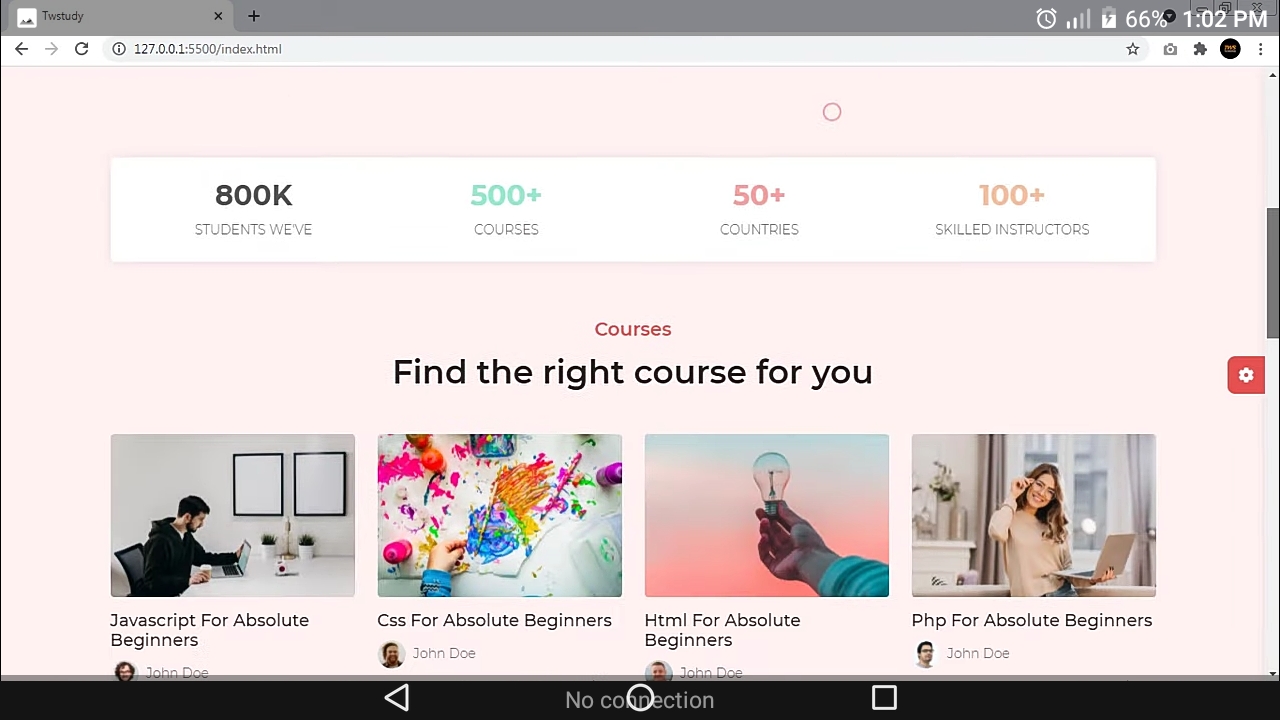 Twstudy
66% 1:02 PM
127.0.0.1:5500/index.html
800K 500+ 50+ 100+
STUDENTS WE'VE COURSES COUNTRIES SKILLED INSTRUCTORS
Courses
Find the right course for you
Javascript For Absolute
Beginners
John Doe
Css For Absolute Beginners
John Doe
Html For Absolute
Beginners
John Doe
Php For Absolute Beginners
John Doe
No connection